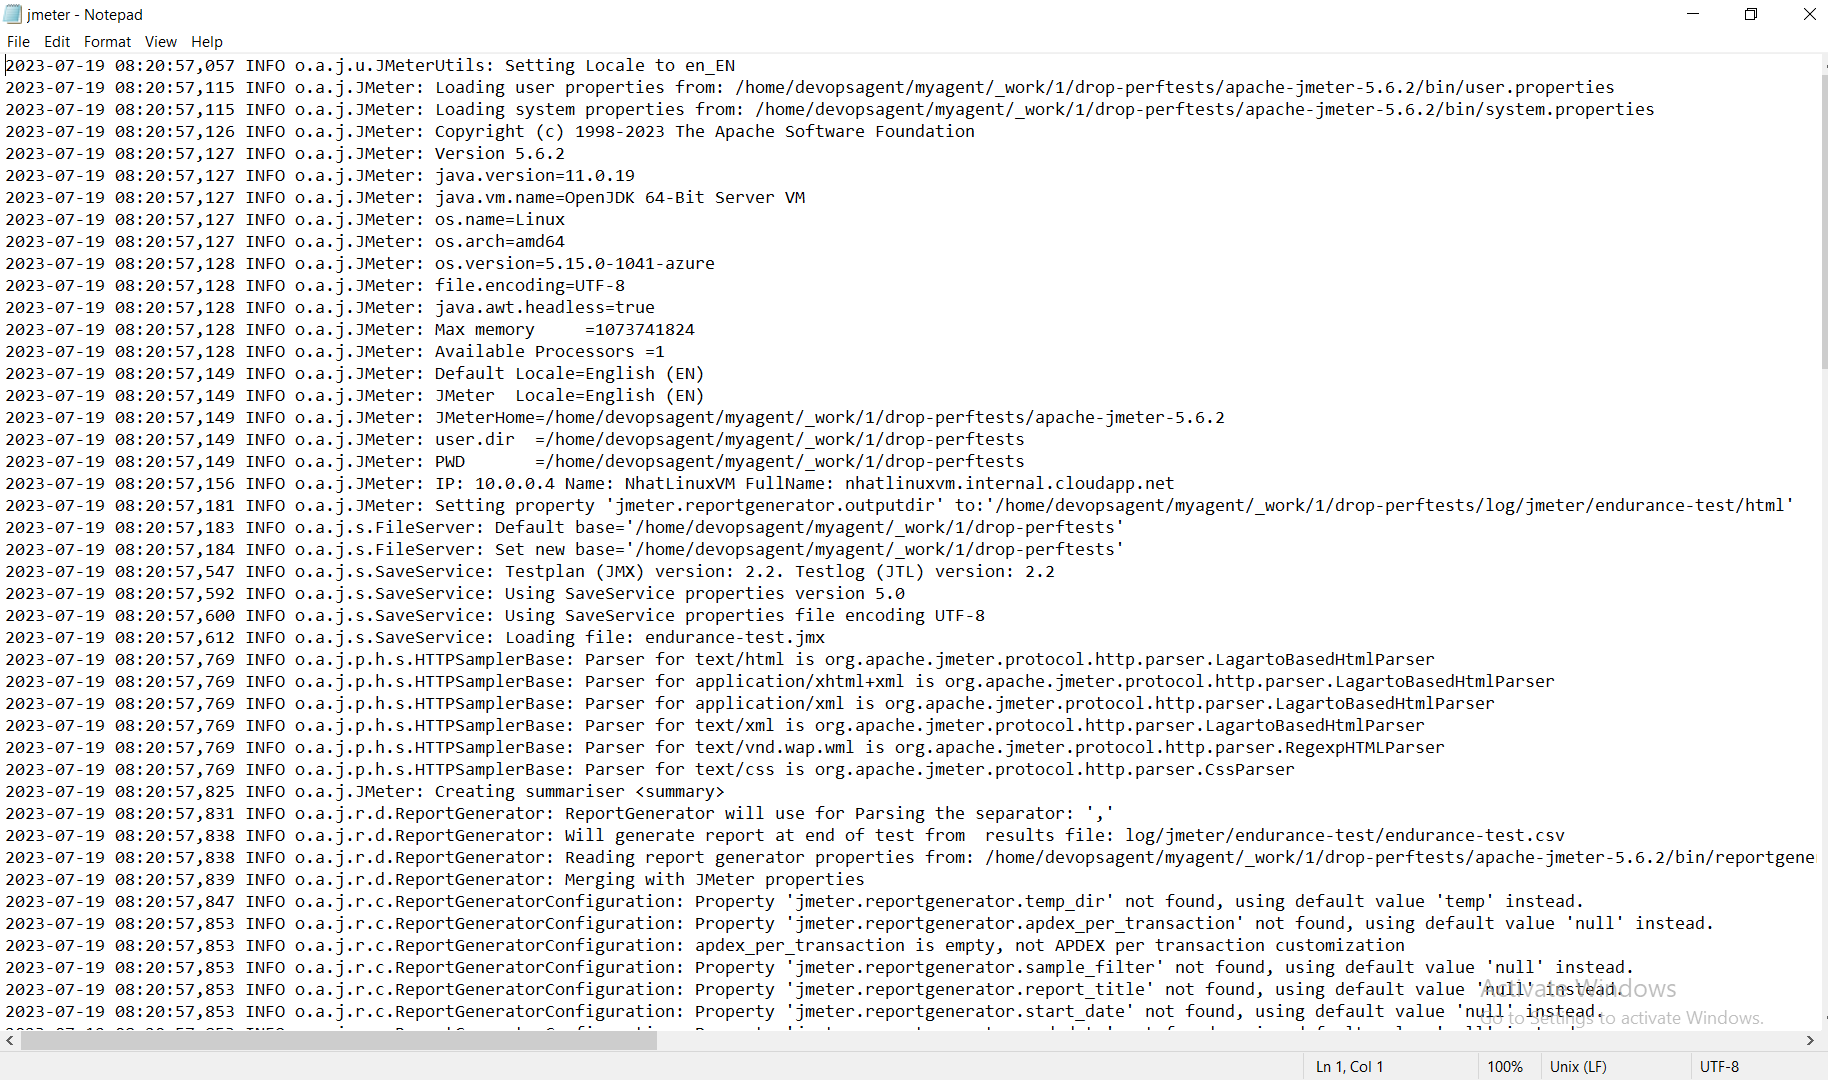 jmeter - Notepad
File Edit Format View Help
2023-07-19 08:20:57,057 INFO o.a.j.u.JMeterUtils: Setting Locale to en_EN
2023-07-19 08:20:57,115 INFO o.a.j.JMeter: Loading user properties from: /home/devopsagent/myagent/_work/1/drop-perftests/apache-jmeter-5.6.2/bin/user.properties
2023-07-19 08:20:57,115 INFO o.a.j.JMeter: Loading system properties from: /home/devopsagent/myagent/_work/1/drop-perftests/apache-jmeter-5.6.2/bin/system.properties
2023-07-19 08:20:57,126 INFO o.a.j.JMeter: Copyright (c) 1998-2023 The Apache Software Foundation
2023-07-19 08:20:57,127 INFO o.a.j.JMeter: Version 5.6.2
2023-07-19 08:20:57,127 INFO o.a.j.JMeter: java.version=11.0.19
2023-07-19 08:20:57,127 INFO o.a.j.JMeter: java.vm.name=OpenJDK 64-Bit Server VM
2023-07-19 08:20:57,127 INFO o.a.j.JMeter: os.name=Linux
2023-07-19 08:20:57,127 INFO o.a.j.JMeter: os.arch=amd64
2023-07-19 08:20:57,128 INFO o.a.j.JMeter: os.version=5.15.0-1041-azure
2023-07-19 08:20:57,128 INFO o.a.j.JMeter: file.encoding=UTF-8
2023-07-19 08:20:57,128 INFO o.a.j.JMeter: java.awt.headless=true
2023-07-19 08:20:57,128 INFO o.a.j.JMeter: Max memory     =1073741824
2023-07-19 08:20:57,128 INFO o.a.j.JMeter: Available Processors =1
2023-07-19 08:20:57,149 INFO o.a.j.JMeter: Default Locale=English (EN)
2023-07-19 08:20:57,149 INFO o.a.j.JMeter: JMeter  Locale=English (EN)
2023-07-19 08:20:57,149 INFO o.a.j.JMeter: JMeterHome=/home/devopsagent/myagent/_work/1/drop-perftests/apache-jmeter-5.6.2
2023-07-19 08:20:57,149 INFO o.a.j.JMeter: user.dir  =/home/devopsagent/myagent/_work/1/drop-perftests
2023-07-19 08:20:57,149 INFO o.a.j.JMeter: PWD       =/home/devopsagent/myagent/_work/1/drop-perftests
2023-07-19 08:20:57,156 INFO o.a.j.JMeter: IP: 10.0.0.4 Name: NhatLinuxVM FullName: nhatlinuxvm.internal.cloudapp.net
2023-07-19 08:20:57,181 INFO o.a.j.JMeter: Setting property 'jmeter.reportgenerator.outputdir' to:'/home/devopsagent/myagent/_work/1/drop-perftests/log/jmeter/endurance-test/html'
2023-07-19 08:20:57,183 INFO o.a.j.s.FileServer: Default base='/home/devopsagent/myagent/_work/1/drop-perftests'
2023-07-19 08:20:57,184 INFO o.a.j.s.FileServer: Set new base='/home/devopsagent/myagent/_work/1/drop-perftests'
2023-07-19 08:20:57,547 INFO o.a.j.s.SaveService: Testplan (JMX) version: 2.2. Testlog (JTL) version: 2.2
2023-07-19 08:20:57,592 INFO o.a.j.s.SaveService: Using SaveService properties version 5.0
2023-07-19 08:20:57,600 INFO o.a.j.s.SaveService: Using SaveService properties file encoding UTF-8
2023-07-19 08:20:57,612 INFO o.a.j.s.SaveService: Loading file: endurance-test.jmx
2023-07-19 08:20:57,769 INFO o.a.j.p.h.s.HTTPSamplerBase: Parser for text/html is org.apache.jmeter.protocol.http.parser.LagartoBasedHtmlParser
2023-07-19 08:20:57,769 INFO o.a.j.p.h.s.HTTPSamplerBase: Parser for application/xhtml+xml is org.apache.jmeter.protocol.http.parser.LagartoBasedHtmlParser
2023-07-19 08:20:57,769 INFO o.a.j.p.h.s.HTTPSamplerBase: Parser for application/xml is org.apache.jmeter.protocol.http.parser.LagartoBasedHtmlParser
2023-07-19 08:20:57,769 INFO o.a.j.p.h.s.HTTPSamplerBase: Parser for text/xml is org.apache.jmeter.protocol.http.parser.LagartoBasedHtmlParser
2023-07-19 08:20:57,769 INFO o.a.j.p.h.s.HTTPSamplerBase: Parser for text/vnd.wap.wml is org.apache.jmeter.protocol.http.parser.RegexpHTMLParser
2023-07-19 08:20:57,769 INFO o.a.j.p.h.s.HTTPSamplerBase: Parser for text/css is org.apache.jmeter.protocol.http.parser.CssParser
2023-07-19 08:20:57,825 INFO o.a.j.JMeter: Creating summariser <summary>
2023-07-19 08:20:57,831 INFO o.a.j.r.d.ReportGenerator: ReportGenerator will use for Parsing the separator: ','
2023-07-19 08:20:57,838 INFO o.a.j.r.d.ReportGenerator: Will generate report at end of test from  results file: log/jmeter/endurance-test/endurance-test.csv
2023-07-19 08:20:57,838 INFO o.a.j.r.d.ReportGenerator: Reading report generator properties from: /home/devopsagent/myagent/_work/1/drop-perftests/apache-jmeter-5.6.2/bin/reportgene
2023-07-19 08:20:57,839 INFO o.a.j.r.d.ReportGenerator: Merging with JMeter properties
2023-07-19 08:20:57,847 INFO o.a.j.r.c.ReportGeneratorConfiguration: Property 'jmeter.reportgenerator.temp_dir' not found, using default value 'temp' instead.
2023-07-19 08:20:57,853 INFO o.a.j.r.c.ReportGeneratorConfiguration: Property 'jmeter.reportgenerator.apdex_per_transaction' not found, using default value 'null' instead.
2023-07-19 08:20:57,853 INFO o.a.j.r.c.ReportGeneratorConfiguration: apdex_per_transaction is empty, not APDEX per transaction customization
2023-07-19 08:20:57,853 INFO o.a.j.r.c.ReportGeneratorConfiguration: Property 'jmeter.reportgenerator.sample_filter' not found, using default value 'null' instead.
2023-07-19 08:20:57,853 INFO o.a.j.r.c.ReportGeneratorConfiguration: Property 'jmeter.reportgenerator.report_title' not found, using default value 'null' instead.
2023-07-19 08:20:57,853 INFO o.a.j.r.c.ReportGeneratorConfiguration: Property 'jmeter.reportgenerator.start_date' not found, using default value 'null' instead.
Activate Windows
Go to Settings to activate Windows.
Ln 1, Col 1 100% Unix (LF) UTF-8